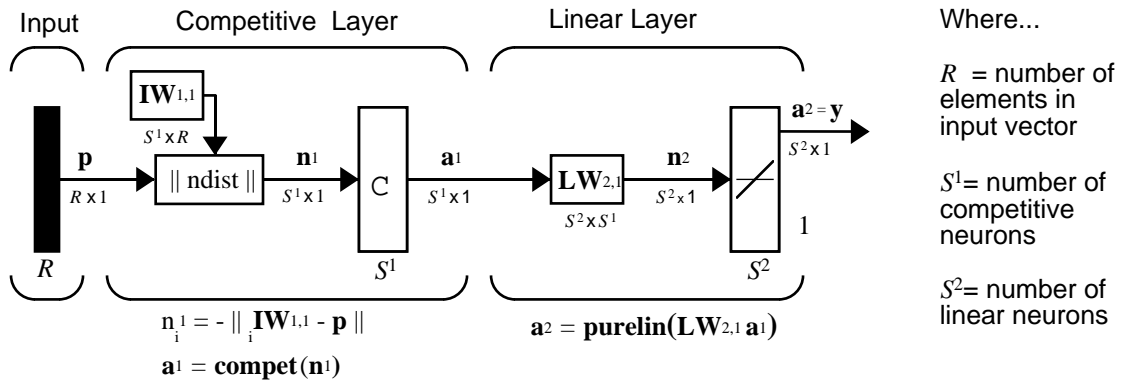 Input
Competitive Layer
Linear Layer
Where...
R = number of
elements in
input vector
S¹= number of
competitive
neurons
S²= number of
linear neurons
IW1,1
S¹ x R
p
R x 1
|| ndist ||
n1
S¹ x 1
C
a1
S¹ x 1
LW2,1
S² x S¹
n2
S² x 1
a2 = y
S² x 1
1
R
S¹
S²
n i 1 = - || i IW1,1 - p ||
a1 = compet(n1)
a2 = purelin(LW2,1 a1)